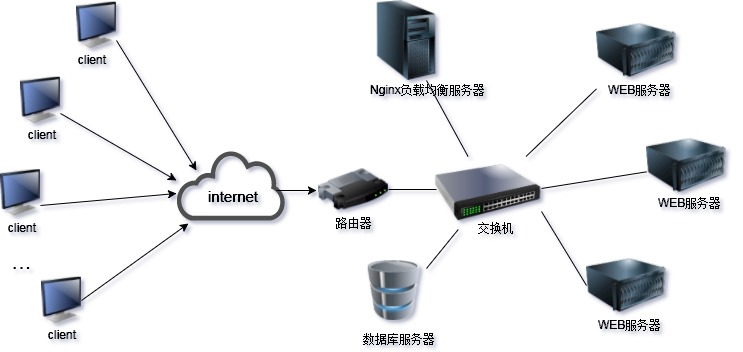 client
Nginx负载均衡服务器
WEB服务器
client
client
internet
路由器
交换机
WEB服务器
...
client
数据库服务器
WEB服务器